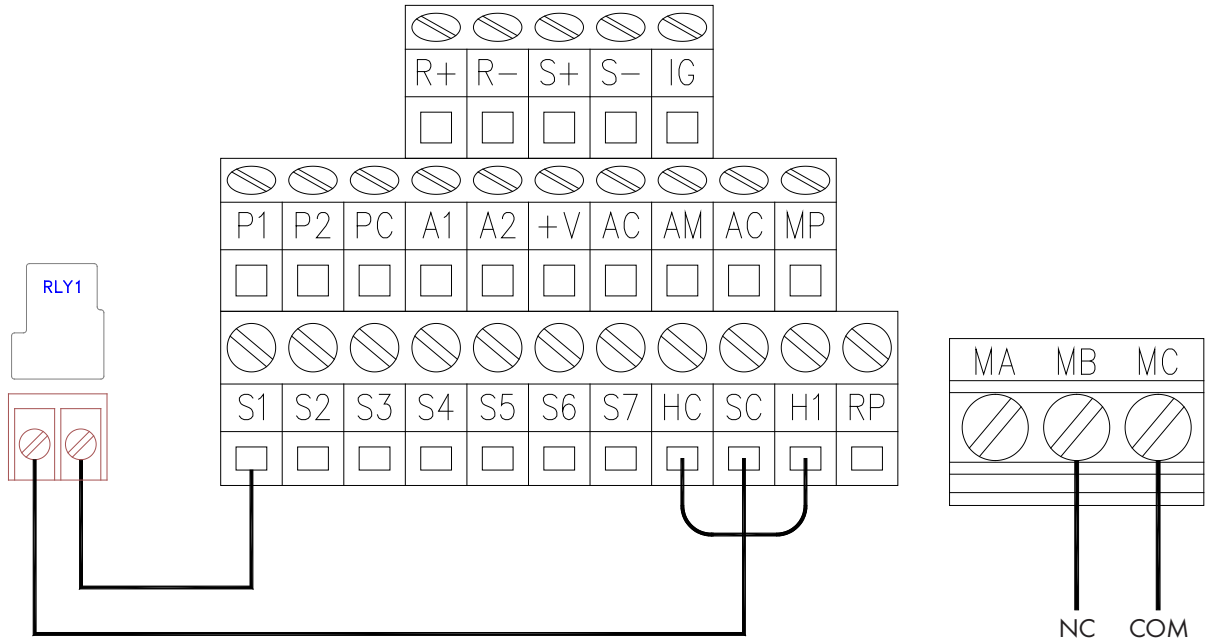 R+ R− S+ S− IG
P1 P2 PC A1 A2 +V AC AM AC MP
RLY1
S1 S2 S3 S4 S5 S6 S7 HC SC H1 RP
MA MB MC
NC COM